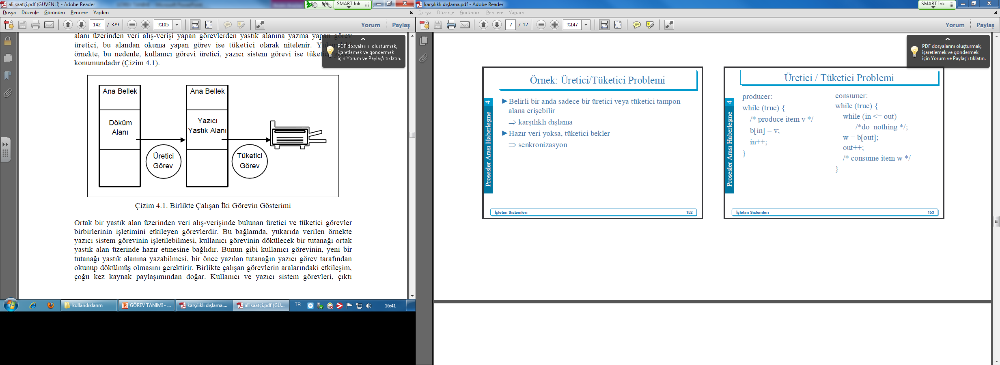 ali saatçi.pdf (GÜVENLİ) - Adobe Reader
SMART Ink
Dosya Düzenle Görünüm Pencere Yardım
142 / 379
%105
Yorum Paylaş
alanı üzerinden veri alış-verişi yapan görevlerden yastık alanına yazma yapan görev
üretici, bu alandan okuma yapan görev ise tüketici olarak nitelenir.
örnekte, bu nedenle, kullanıcı görevi üretici, yazıcı sistem görevi ise
konumundadır (Çizim 4.1).
PDF dosyalarını oluşturmak,
işaretlemek ve göndermek
için Yorum ve Paylaş'ı tıklatın.
Ana Bellek
Ana Bellek
Döküm
Alanı
Yazıcı
Yastık Alanı
Üretici
Görev
Tüketici
Görev
Çizim 4.1. Birlikte Çalışan İki Görevin Gösterimi
Ortak bir yastık alan üzerinden veri alış-verişinde bulunan üretici ve tüketici görevler
birbirlerinin işletimini etkileyen görevlerdir. Bu bağlamda, yukarıda verilen örnekte
yazıcı sistem görevinin işletilebilmesi, kullanıcı görevinin dökülecek bir tutanağı ortak
yastık alan üzerinde hazır etmesine bağlıdır. Bunun gibi kullanıcı görevinin, yeni bir
tutanağı yastık alanına yazabilmesi, bir önce yazılan tutanağın yazıcı görev tarafından
okunup dökülmüş olmasını gerektirir. Birlikte çalışan görevlerin aralarındaki etkileşim,
çoğu kez kaynak paylaşımından doğar. Kullanıcı ve yazıcı sistem görevleri, çıktı
kullandıklarım
GÖREV TANIMI - ...
karşılıklı dışlama....
ali saatçi.pdf (GÜ...
TR
16:41
karşılıklı dışlama.pdf - Adobe Reader
SMART Ink
Dosya Düzenle Görünüm Pencere Yardım
7 / 12
%147
Yorum Paylaş
PDF dosyalarını oluşturmak,
işaretlemek ve göndermek
için Yorum ve Paylaş'ı tıklatın.
Örnek: Üretici/Tüketici Problemi
►Belirli bir anda sadece bir üretici veya tüketici tampon
alana erişebilir
⇒ karşılıklı dışlama
►Hazır veri yoksa, tüketici bekler
⇒ senkronizasyon
Prosesler Arası Haberleşme 4
İşletim Sistemleri 152
Üretici / Tüketici Problemi
producer:
while (true) {
/* produce item v */
b[in] = v;
in++;
}
consumer:
while (true) {
while (in <= out)
/*do nothing */;
w = b[out];
out++;
/* consume item w */
}
Prosesler Arası Haberleşme 4
İşletim Sistemleri 153